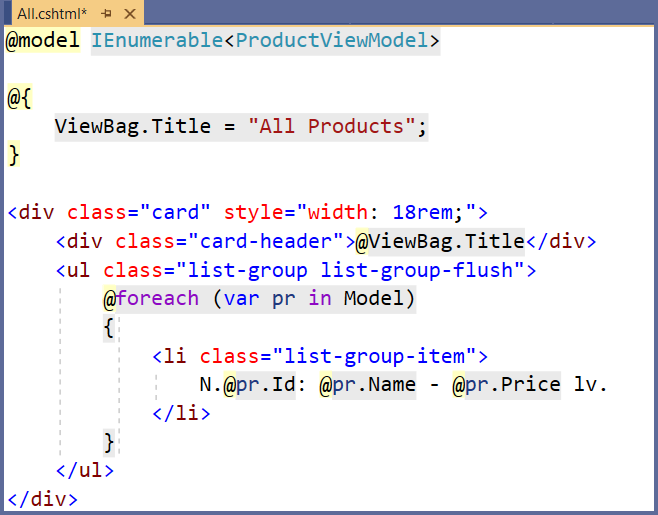 All.cshtml*
@model IEnumerable<ProductViewModel>
@{
    ViewBag.Title = "All Products";
}
<div class="card" style="width: 18rem;">
    <div class="card-header">@ViewBag.Title</div>
    <ul class="list-group list-group-flush">
        @foreach (var pr in Model)
        {
            <li class="list-group-item">
                N.@pr.Id: @pr.Name - @pr.Price lv.
            </li>
        }
    </ul>
</div>